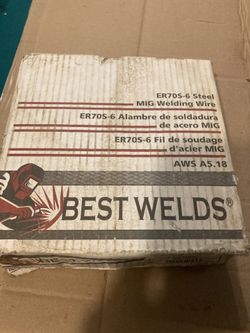 ER70S-6 Steel
MIG Welding Wire
ER70S-6 Alambre de soldadura
de acero MIG
ER70S-6 Fil de soudage
d'acier MIG
AWS A5.18
BEST WELDS®